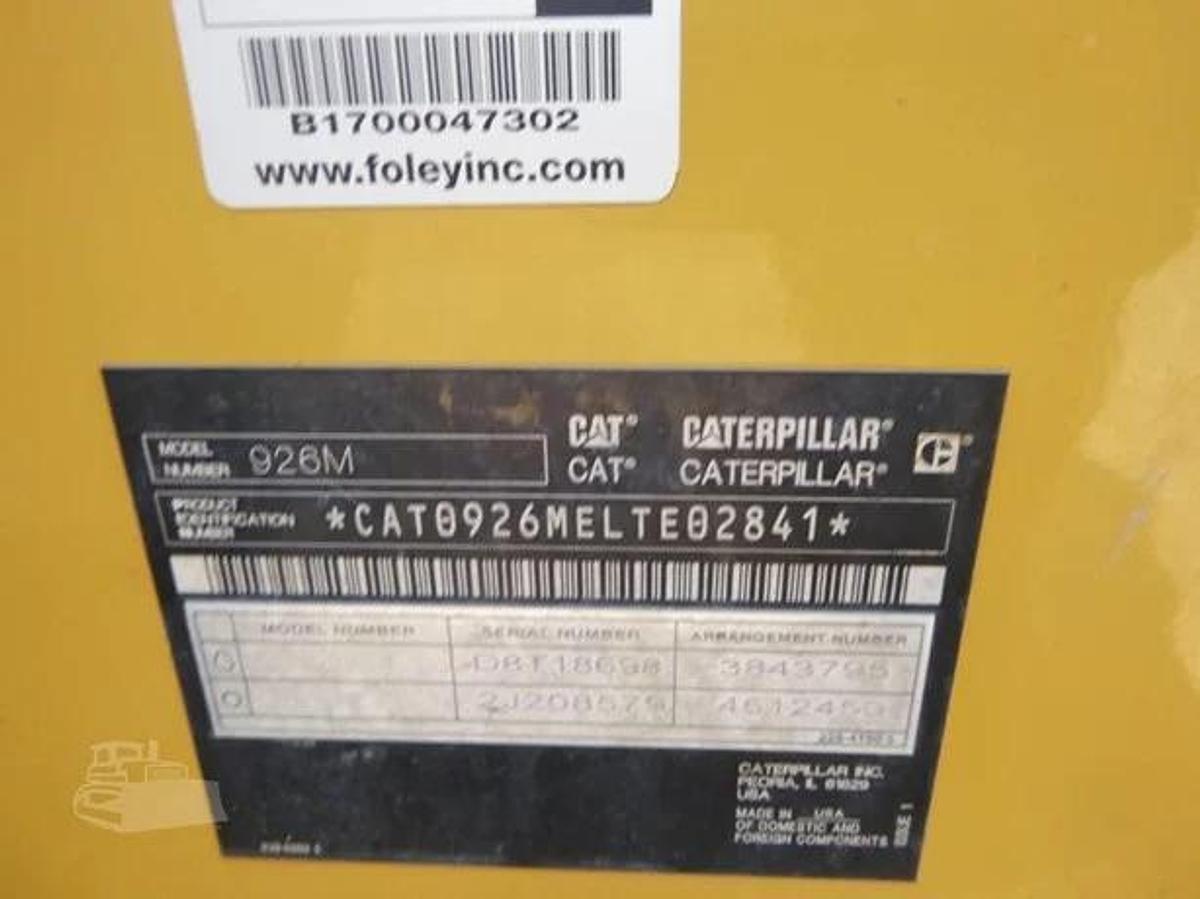 B1700047302
www.foleyinc.com
CAT® CATERPILLAR®
MODEL NUMBER 926M CAT® CATERPILLAR®
PRODUCT IDENTIFICATION NUMBER *CAT0926MELTE02841*
MODEL NUMBER SERIAL NUMBER ARRANGEMENT NUMBER
3843795
2J208579
CATERPILLAR INC.
PEORIA, IL 61629
USA
MADE IN USA
OF DOMESTIC AND
FOREIGN COMPONENTS
ISSUE 1